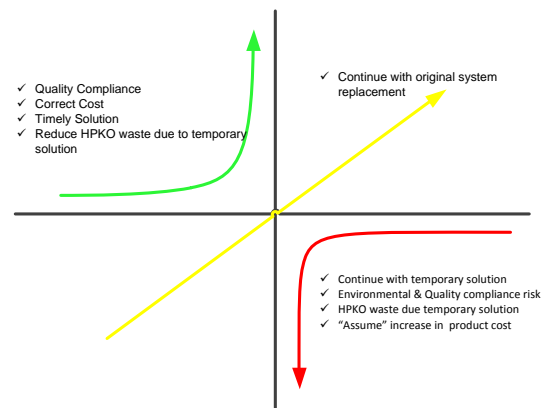 ✓ Quality Compliance
✓ Correct Cost
✓ Timely Solution
✓ Reduce HPKO waste due to temporary
solution
✓ Continue with original system
replacement
✓ Continue with temporary solution
✓ Environmental & Quality compliance risk
✓ HPKO waste due temporary solution
✓ “Assume” increase in product cost